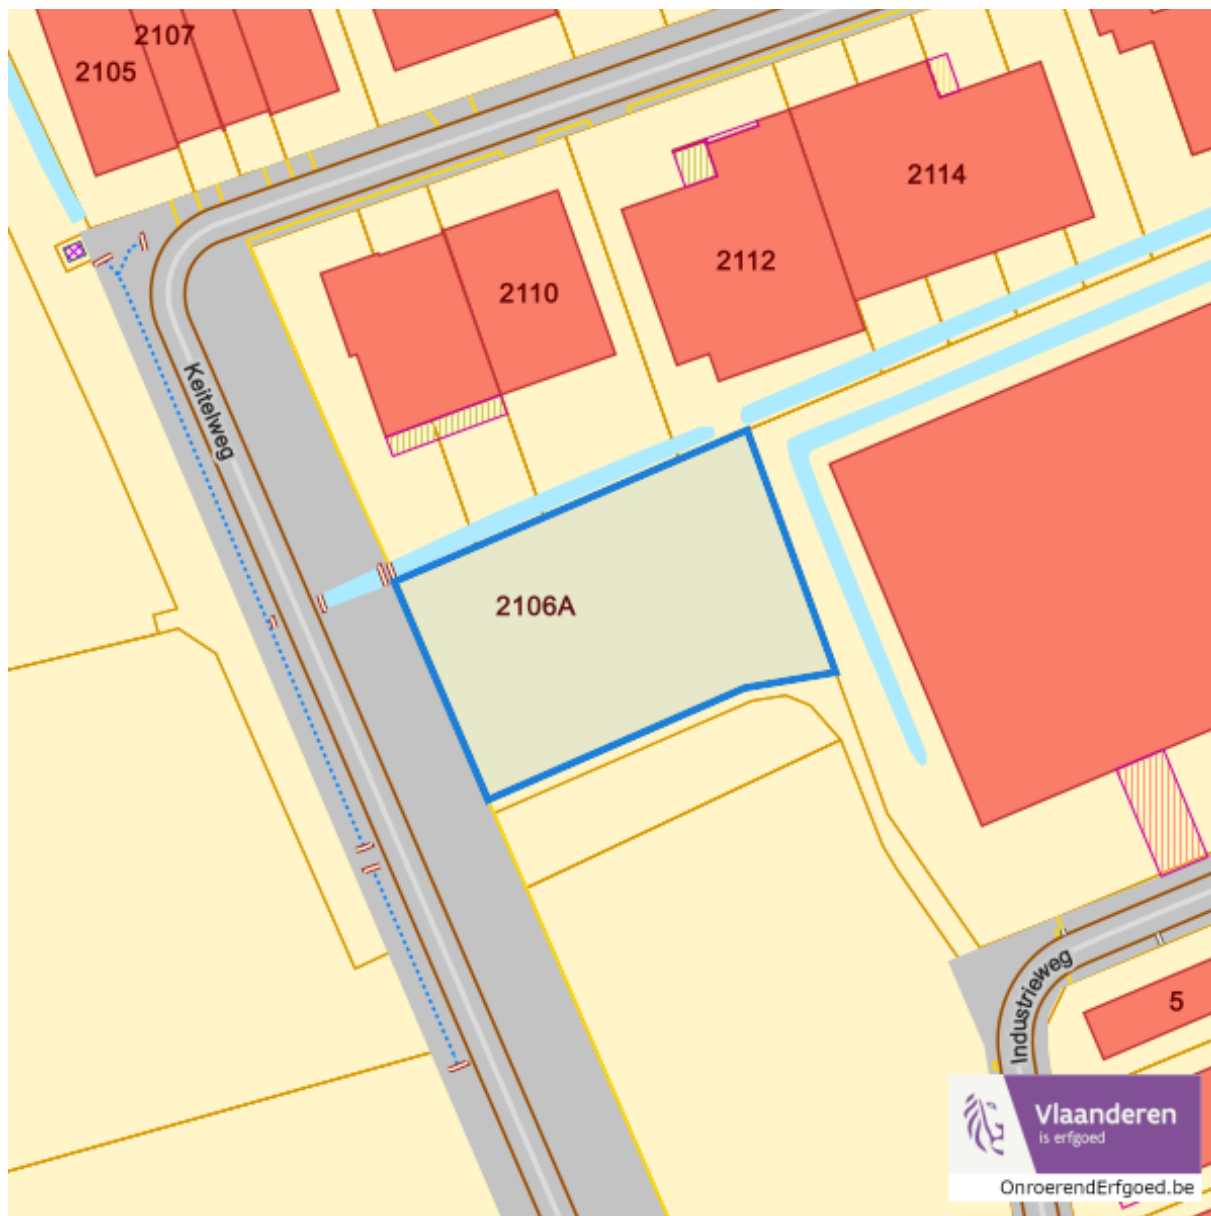 2107
2105
2114
2112
2110
Keitelweg
2106A
Industrieweg
5
Vlaanderen
is erfgoed
OnroerendErfgoed.be